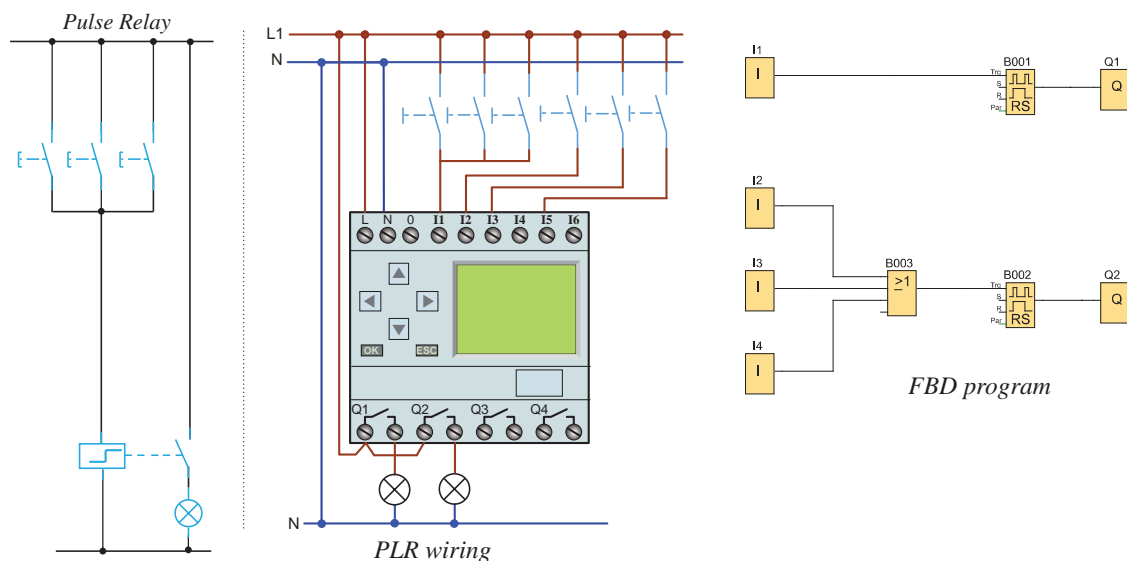 Pulse Relay
L1
N
L N 0 I1 I2 I3 I4 I5 I6
OK ESC
Q1 Q2 Q3 Q4
N
PLR wiring
I1
I
B001
Trg
S
R
Par
RS
Q1
Q
I2
I
I3
I
B003
≥1
I4
I
B002
Trg
S
R
Par
RS
Q2
Q
FBD program